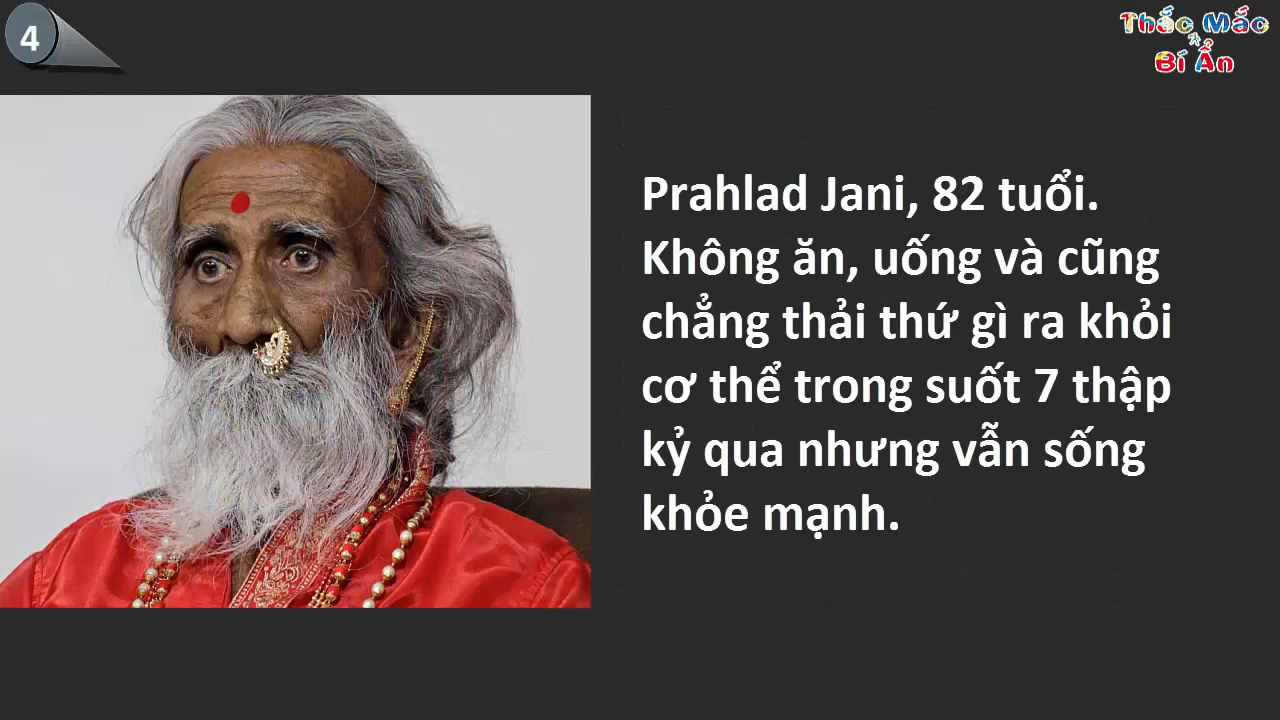 4
Thắc Mắc
Bí Ẩn
Prahlad Jani, 82 tuổi.
Không ăn, uống và cũng
chẳng thải thứ gì ra khỏi
cơ thể trong suốt 7 thập
kỷ qua nhưng vẫn sống
khỏe mạnh.